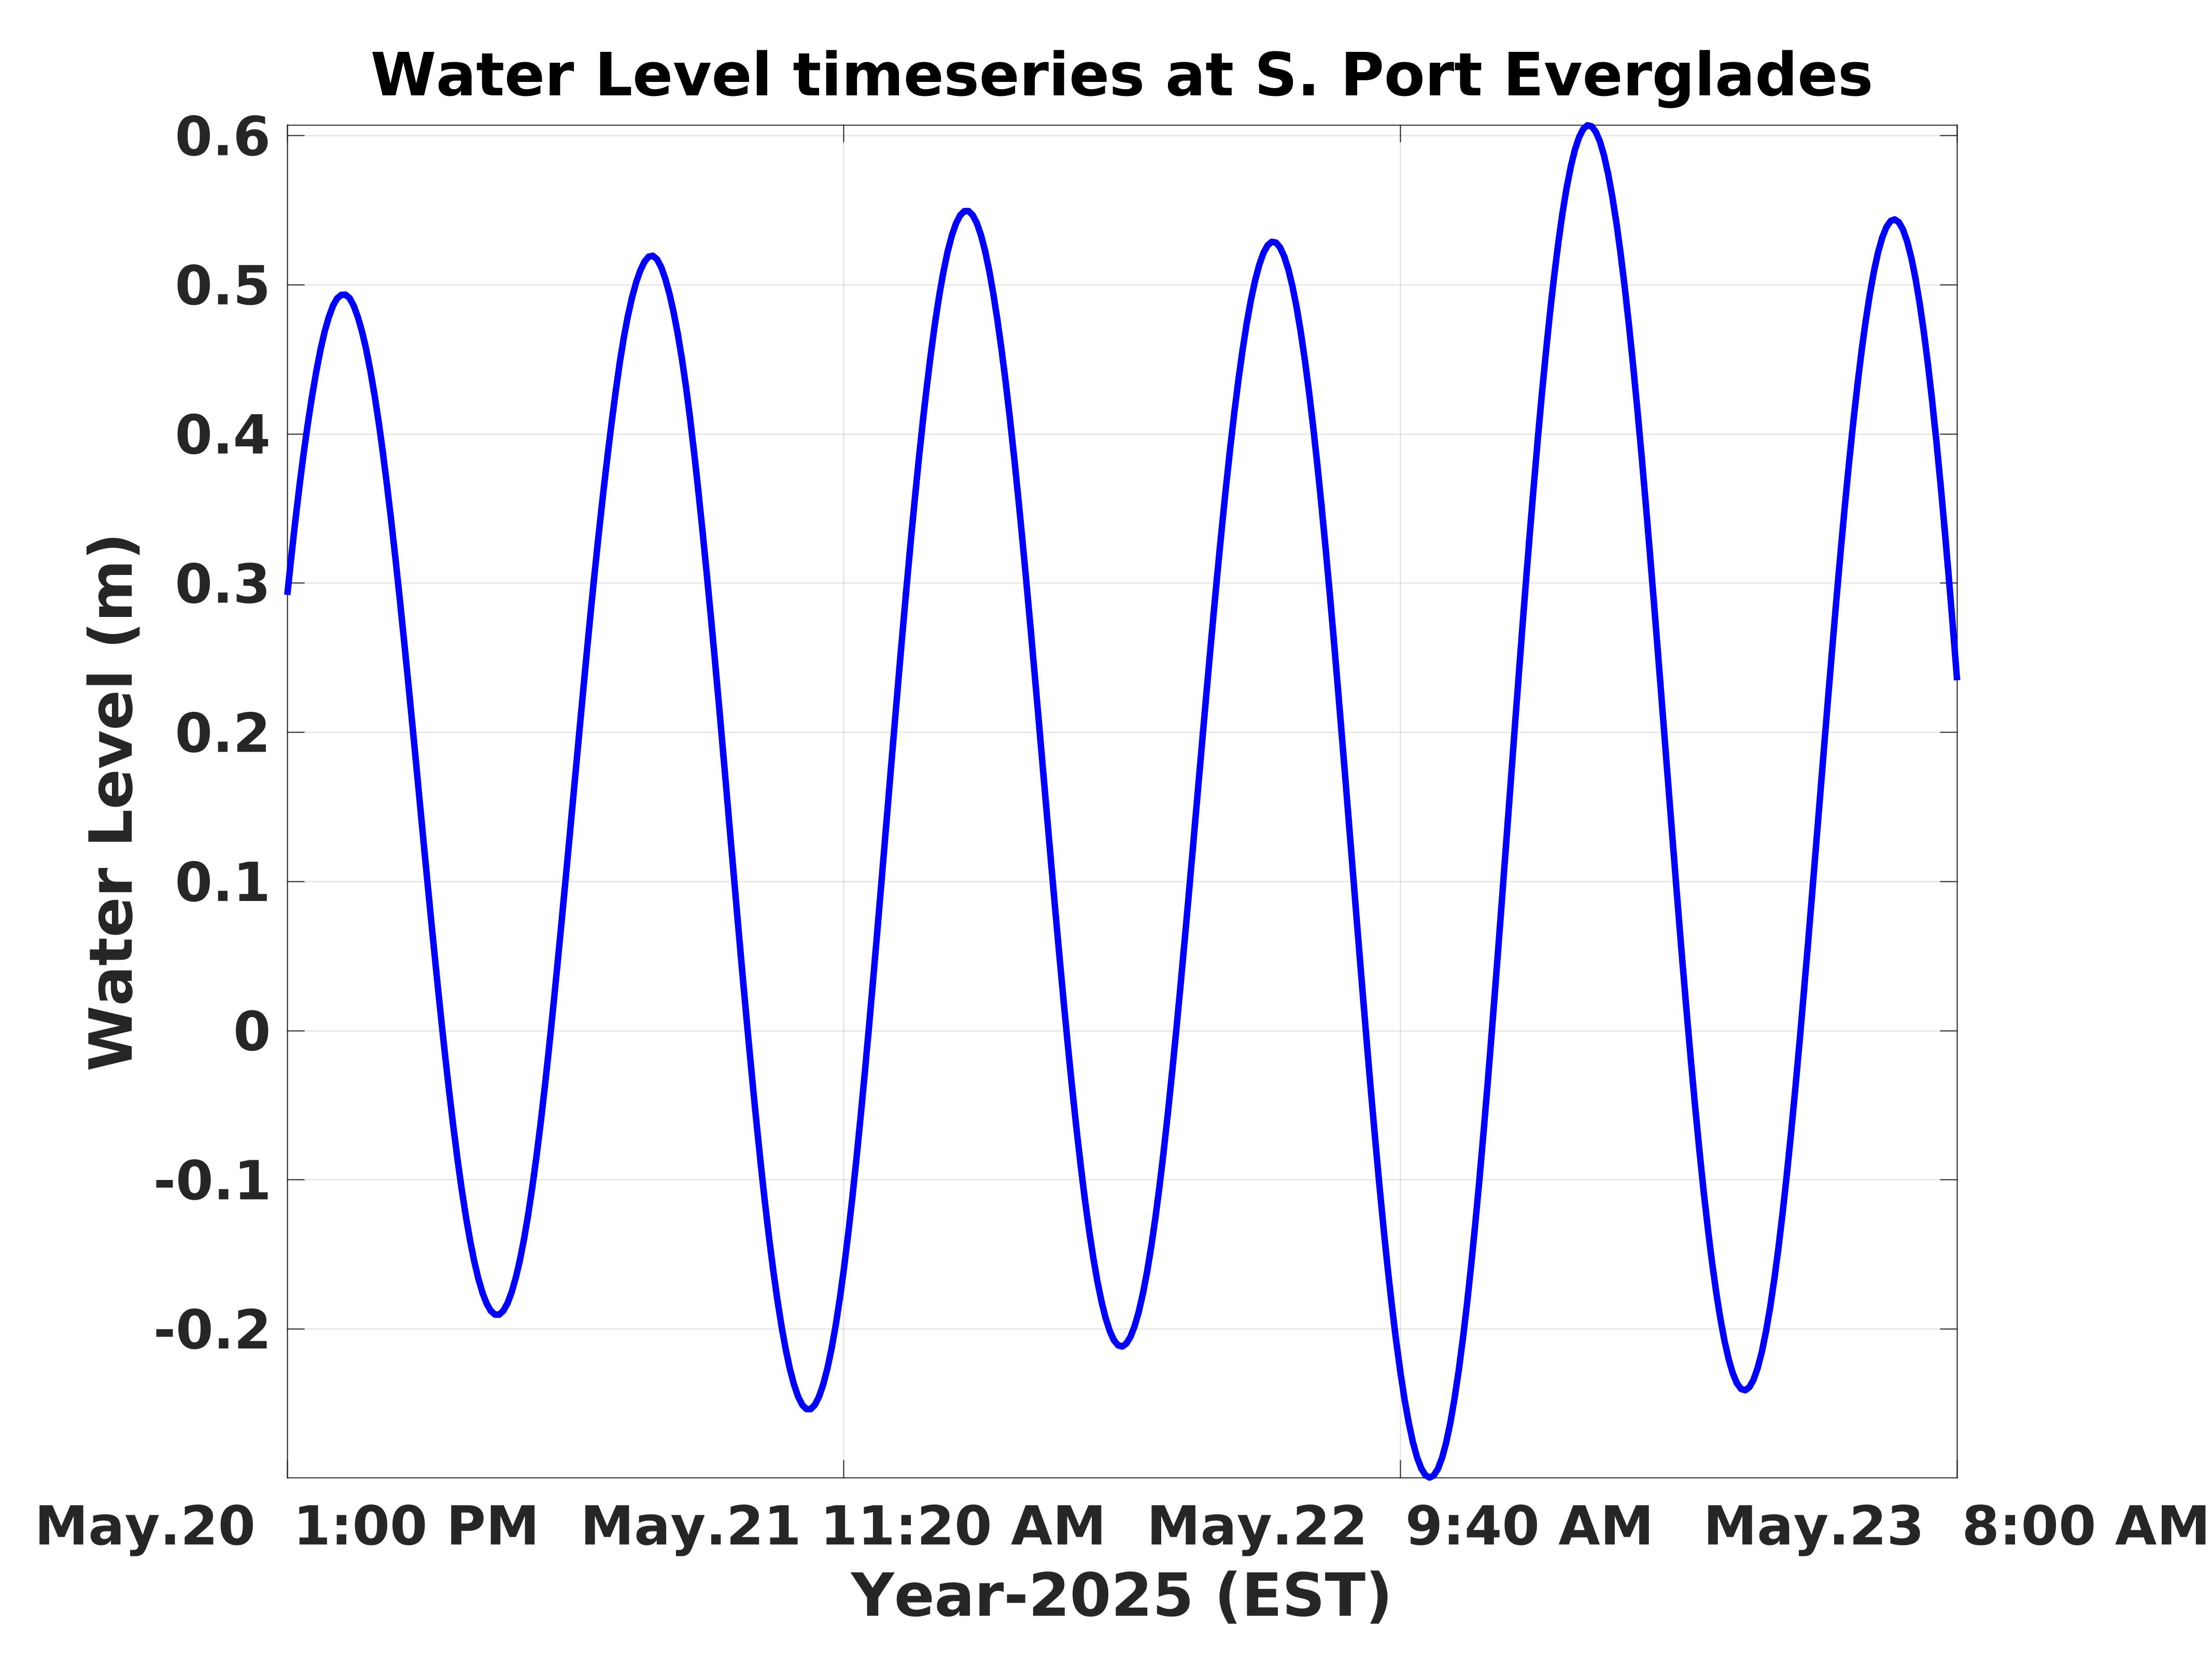 Water Level timeseries at S. Port Everglades
Water Level (m)
0.6
0.5
0.4
0.3
0.2
0.1
0
-0.1
-0.2
May.20 1:00 PM May.21 11:20 AM May.22 9:40 AM May.23 8:00 AM
Year-2025 (EST)